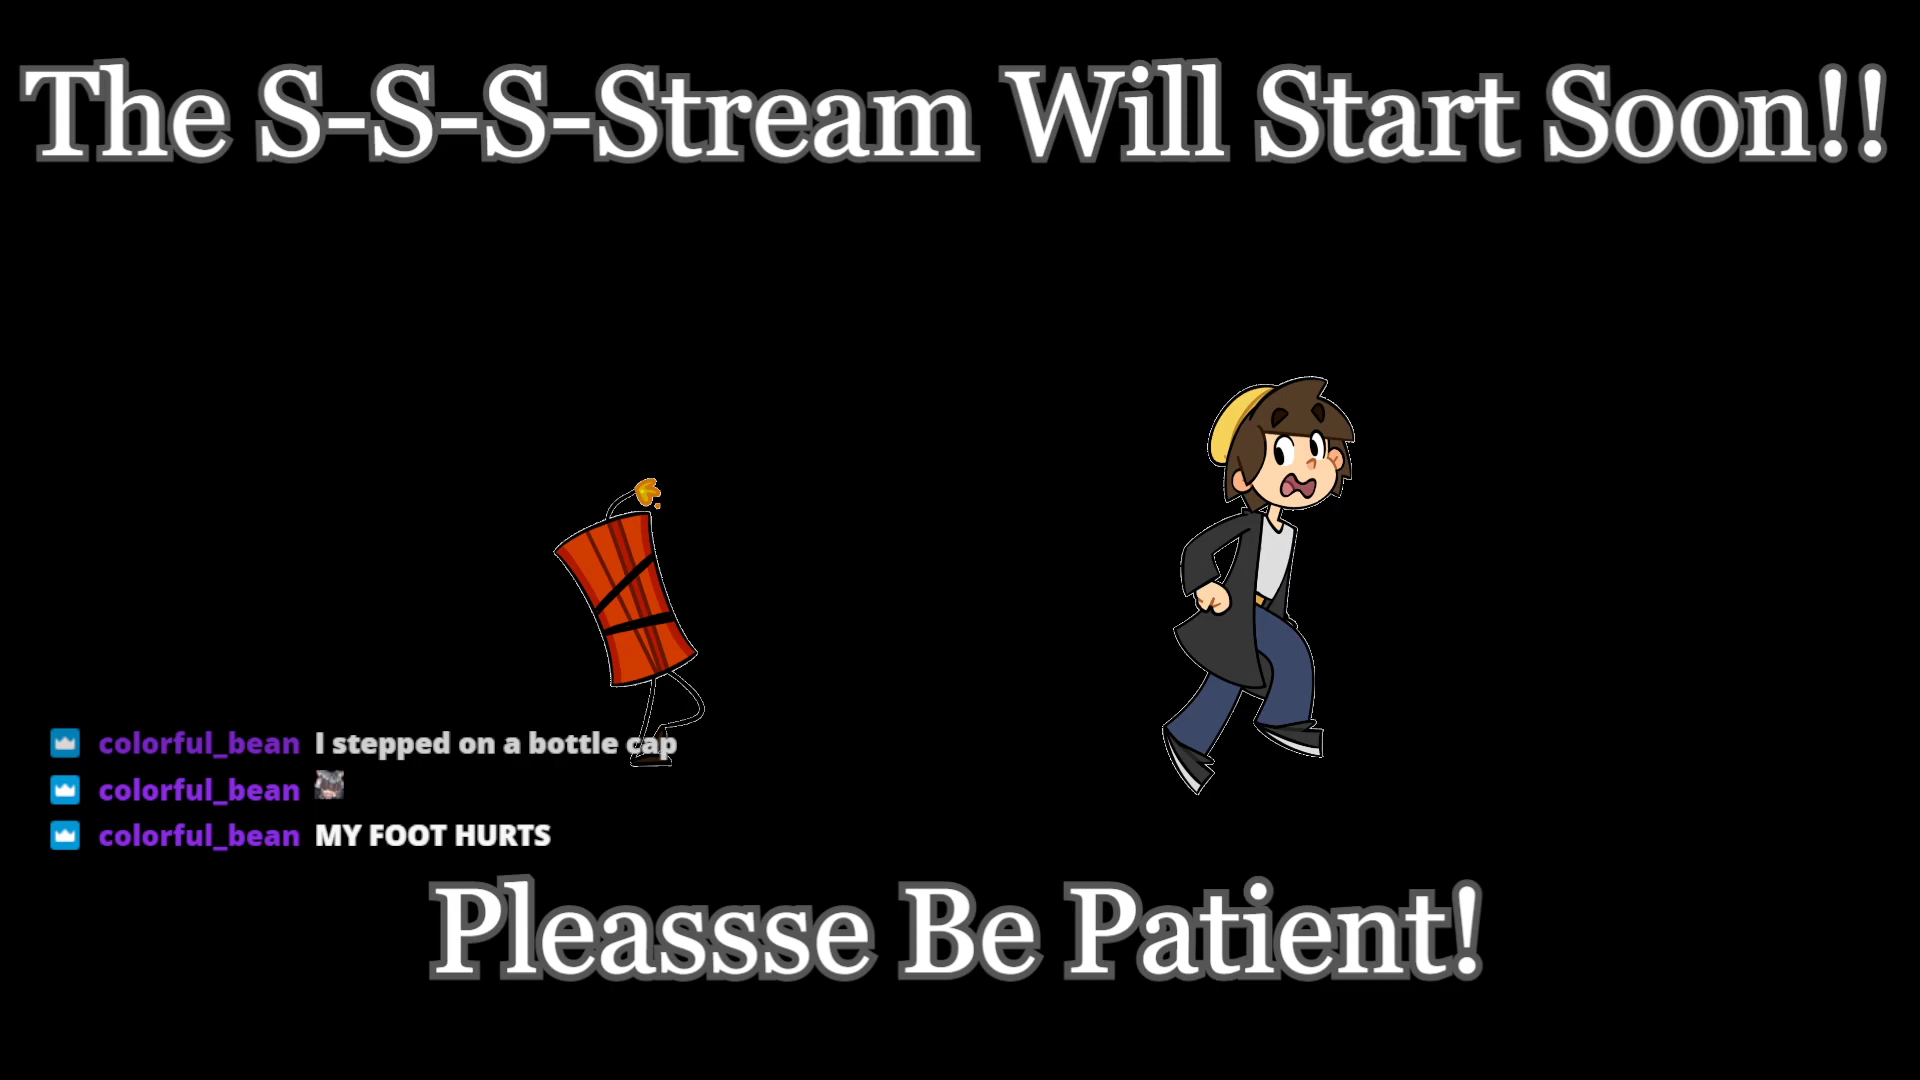 The S-S-S-Stream Will Start Soon!!
colorful_bean I stepped on a bottle cap
colorful_bean
colorful_bean MY FOOT HURTS
Pleassse Be Patient!